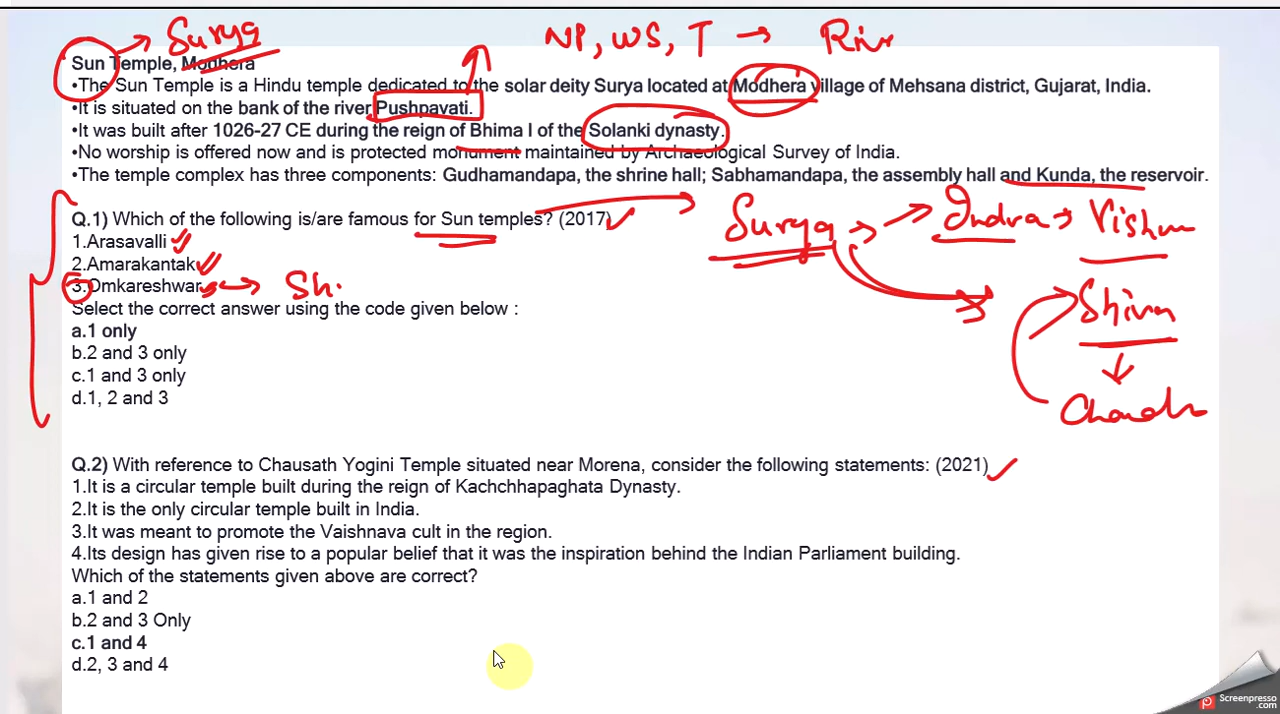 Surya
NP, WS, T → Riv
Sun Temple, Modhera
•The Sun Temple is a Hindu temple dedicated to the solar deity Surya located at Modhera village of Mehsana district, Gujarat, India.
•It is situated on the bank of the river Pushpavati.
•It was built after 1026-27 CE during the reign of Bhima I of the Solanki dynasty.
•No worship is offered now and is protected monument maintained by Archaeological Survey of India.
•The temple complex has three components: Gudhamandapa, the shrine hall; Sabhamandapa, the assembly hall and Kunda, the reservoir.
Q.1) Which of the following is/are famous for Sun temples? (2017)
Surya → Indra → Vishnu
1.Arasavalli
2.Amarakantak
3.Omkareshwar → Sh
Shiva
Select the correct answer using the code given below :
a.1 only
b.2 and 3 only
c.1 and 3 only
d.1, 2 and 3
Chandr
Q.2) With reference to Chausath Yogini Temple situated near Morena, consider the following statements: (2021)
1.It is a circular temple built during the reign of Kachchhapaghata Dynasty.
2.It is the only circular temple built in India.
3.It was meant to promote the Vaishnava cult in the region.
4.Its design has given rise to a popular belief that it was the inspiration behind the Indian Parliament building.
Which of the statements given above are correct?
a.1 and 2
b.2 and 3 Only
c.1 and 4
d.2, 3 and 4
Screenpresso
.com